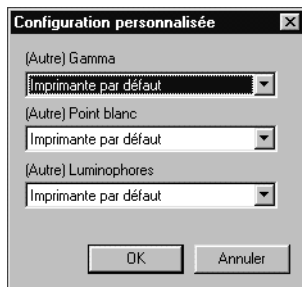 Configuration personnalisée
(Autre) Gamma
Imprimante par défaut
(Autre) Point blanc
Imprimante par défaut
(Autre) Luminophores
Imprimante par défaut
OK Annuler